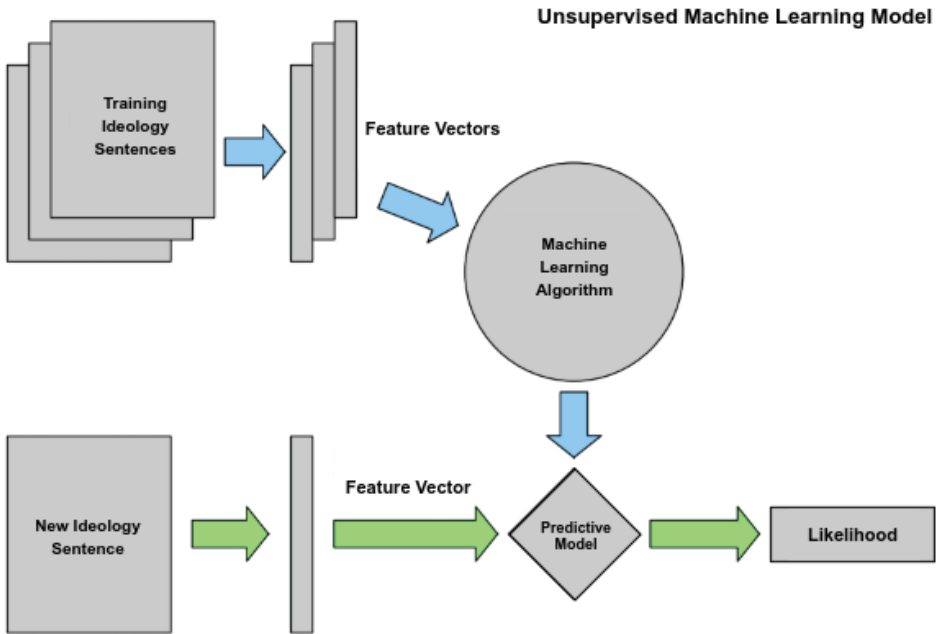 Unsupervised Machine Learning Model
Training
Ideology
Sentences
Feature Vectors
Machine
Learning
Algorithm
New Ideology
Sentence
Feature Vector
Predictive
Model
Likelihood